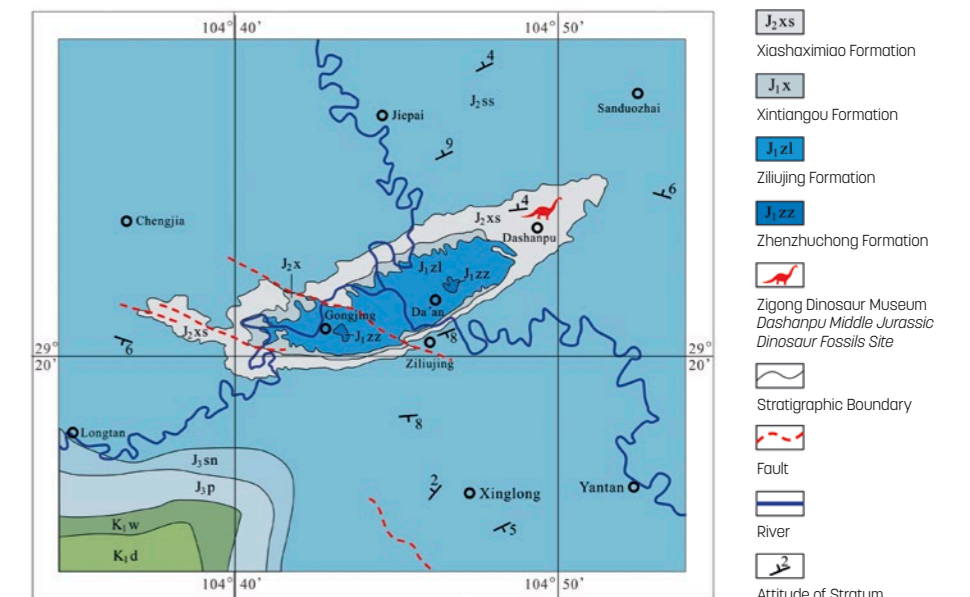 104° 40′
104° 50′
4
J₂ss
Sanduozhai
Jiepai
9
6
4
J₂xs
Dashanpu
Chengjia
J₂x
J₁zl
J₁zz
Da'an
Gongjing
J₁zz
8
J₂xs
6
29°
20′
29°
20′
Ziliujing
8
Longtan
J₃sn
J₃p
2
Xinglong
Yantan
5
K₁w
K₁d
104° 40′
104° 50′
J₂xs
Xiashaximiao Formation
J₁x
Xintiangou Formation
J₁zl
Ziliujing Formation
J₁zz
Zhenzhuchong Formation
Zigong Dinosaur Museum
Dashanpu Middle Jurassic
Dinosaur Fossils Site
Stratigraphic Boundary
Fault
River
2
Attitude of Stratum